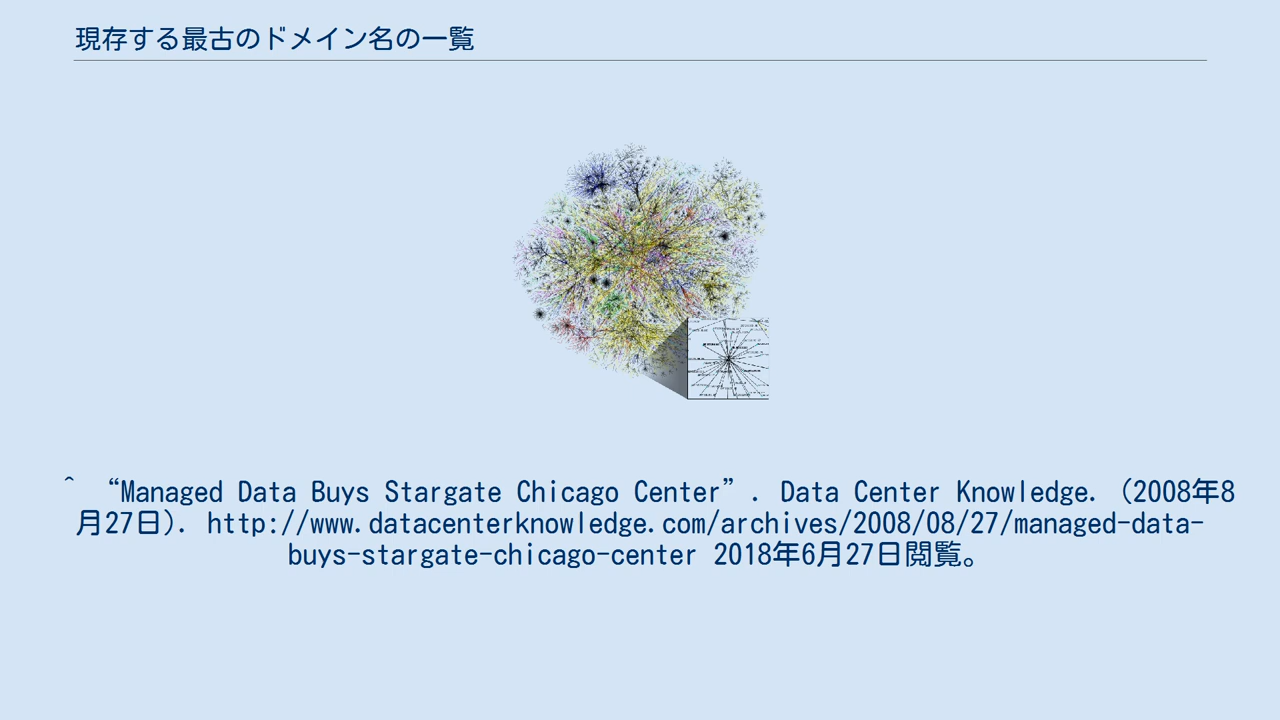 現存する最古のドメイン名の一覧
^ “Managed Data Buys Stargate Chicago Center”. Data Center Knowledge. (2008年8
月27日). http://www.datacenterknowledge.com/archives/2008/08/27/managed-data-
buys-stargate-chicago-center 2018年6月27日閲覧。